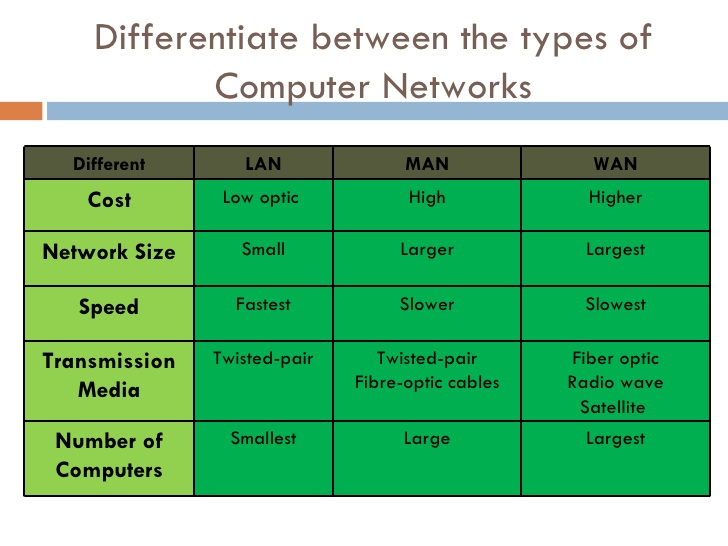 Differentiate between the types of
Computer Networks
Different LAN MAN WAN
Cost Low optic High Higher
Network Size Small Larger Largest
Speed Fastest Slower Slowest
Transmission Twisted-pair Twisted-pair Fiber optic
Media Fibre-optic cables Radio wave
Satellite
Number of Smallest Large Largest
Computers